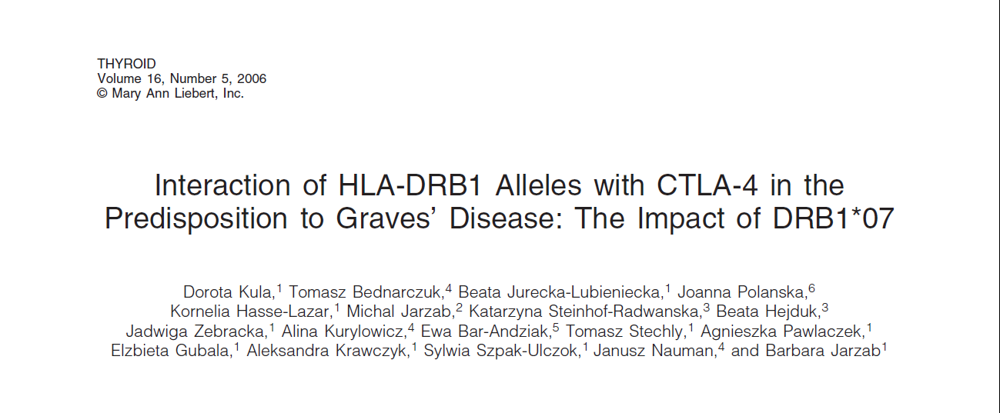 THYROID
Volume 16, Number 5, 2006
© Mary Ann Liebert, Inc.
Interaction of HLA-DRB1 Alleles with CTLA-4 in the
Predisposition to Graves’ Disease: The Impact of DRB1*07
Dorota Kula,1 Tomasz Bednarczuk,4 Beata Jurecka-Lubieniecka,1 Joanna Polanska,6
Kornelia Hasse-Lazar,1 Michal Jarzab,2 Katarzyna Steinhof-Radwanska,3 Beata Hejduk,3
Jadwiga Zebracka,1 Alina Kurylowicz,4 Ewa Bar-Andziak,5 Tomasz Stechly,1 Agnieszka Pawlaczek,1
Elzbieta Gubala,1 Aleksandra Krawczyk,1 Sylwia Szpak-Ulczok,1 Janusz Nauman,4 and Barbara Jarzab1